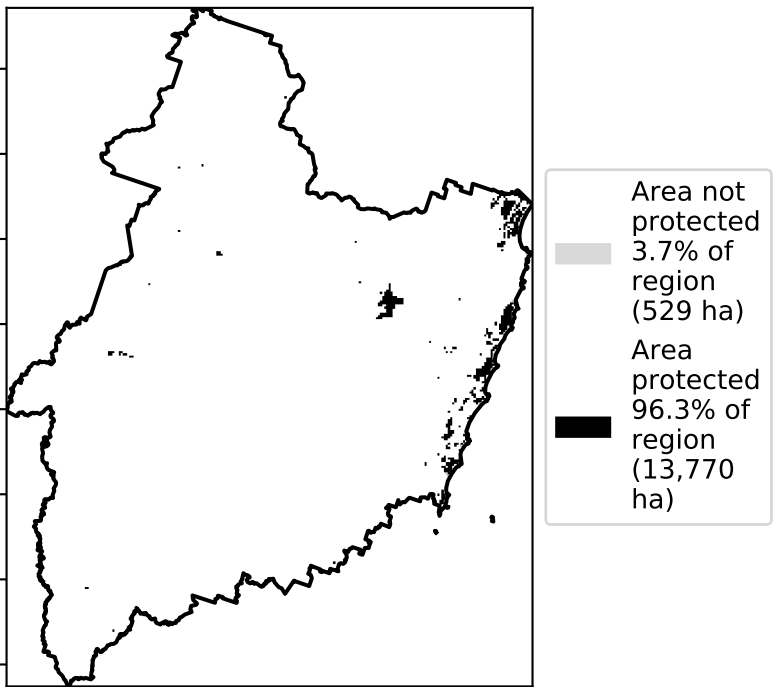 Area not
protected
3.7% of
region
(529 ha)
Area
protected
96.3% of
region
(13,770
ha)